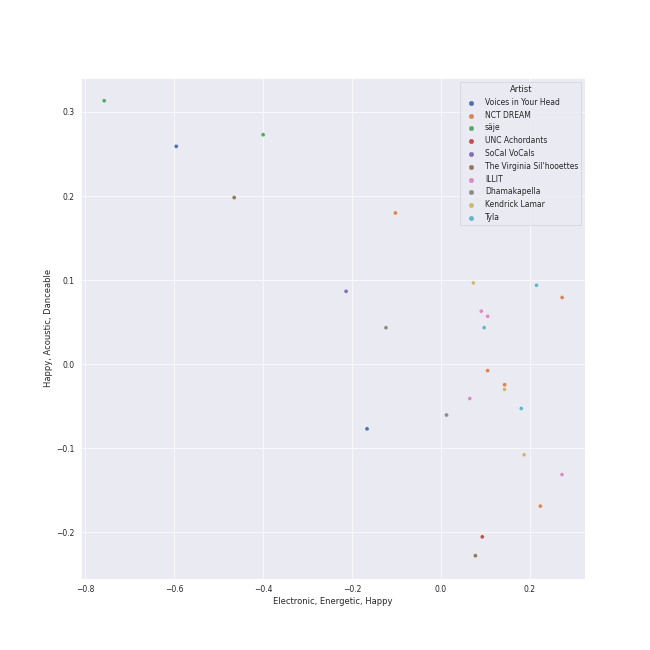 Artist
Voices in Your Head
NCT DREAM
säje
UNC Achordants
SoCal VoCals
The Virginia Sil'hooettes
ILLIT
Dhamakapella
Kendrick Lamar
Tyla
0.3
0.2
0.1
0.0
−0.1
−0.2
Happy, Acoustic, Danceable
−0.8
−0.6
−0.4
−0.2
0.0
0.2
Electronic, Energetic, Happy